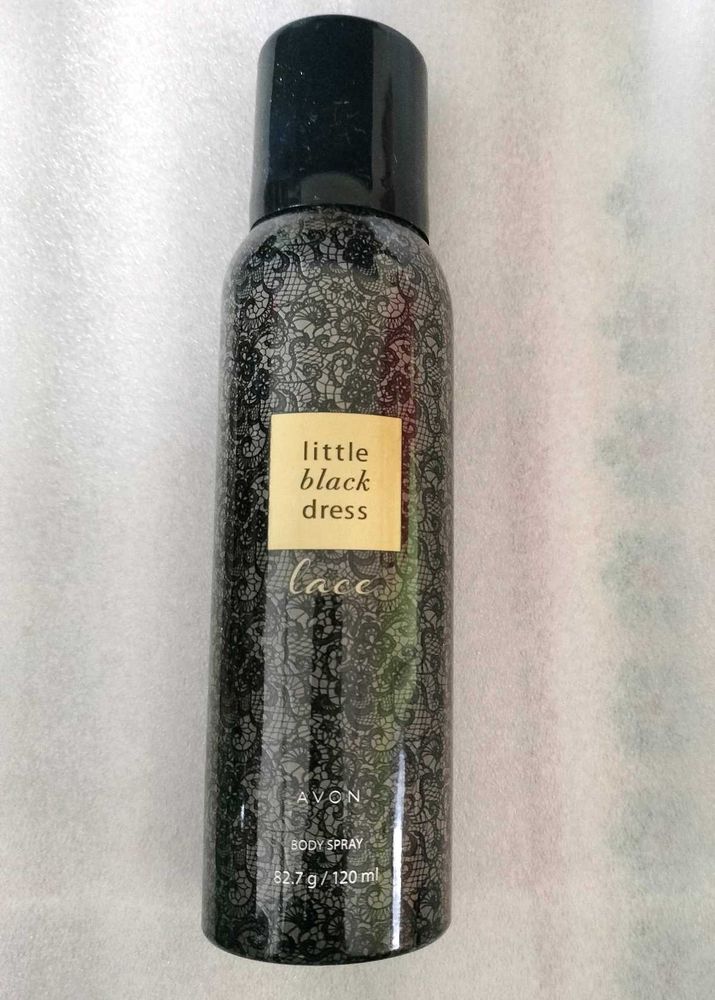 little
black
dress
lace
AVON
BODY SPRAY
82.7 g / 120 ml